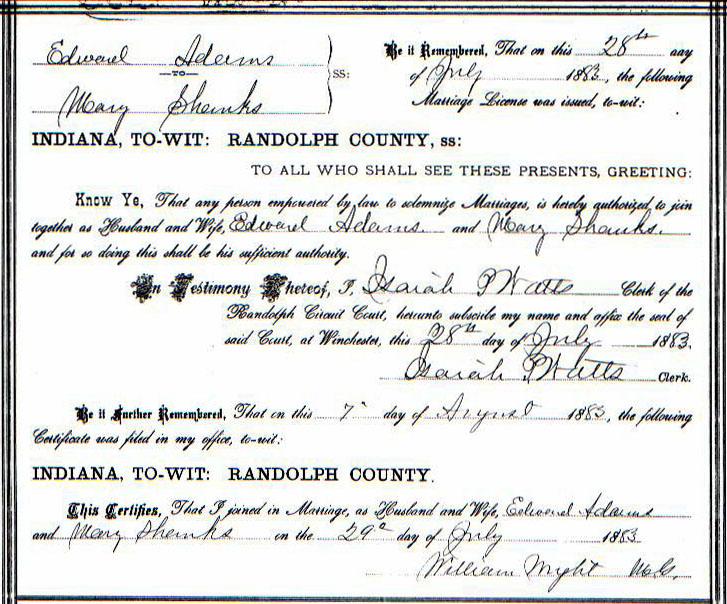 Edward Adams
—TO— SS:
Mary Shanks
Be it Remembered, That on this 28th day
of July 1883, the following
Marriage License was issued, to-wit:
INDIANA, TO-WIT: RANDOLPH COUNTY, ss:
TO ALL WHO SHALL SEE THESE PRESENTS, GREETING:
Know Ye, That any person empowered by law to solemnize Marriages, is hereby authorized to join
together as Husband and Wife, Edward Adams. and Mary Shanks.
and for so doing this shall be his sufficient authority.
In Testimony Whereof, I, Isaiah P Watts Clerk of the
Randolph Circuit Court, hereunto subscribe my name and affix the seal of
said Court, at Winchester, this 28th day of July 1883.
Isaiah P Watts Clerk.
Be it Further Remembered, That on this 7" day of August 1883, the following
Certificate was filed in my office, to-wit:
INDIANA, TO-WIT: RANDOLPH COUNTY.
This Certifies, That I joined in Marriage, as Husband and Wife, Edward Adams
and Mary Shanks on the 29th day of July 1883.
William Wright M.G.